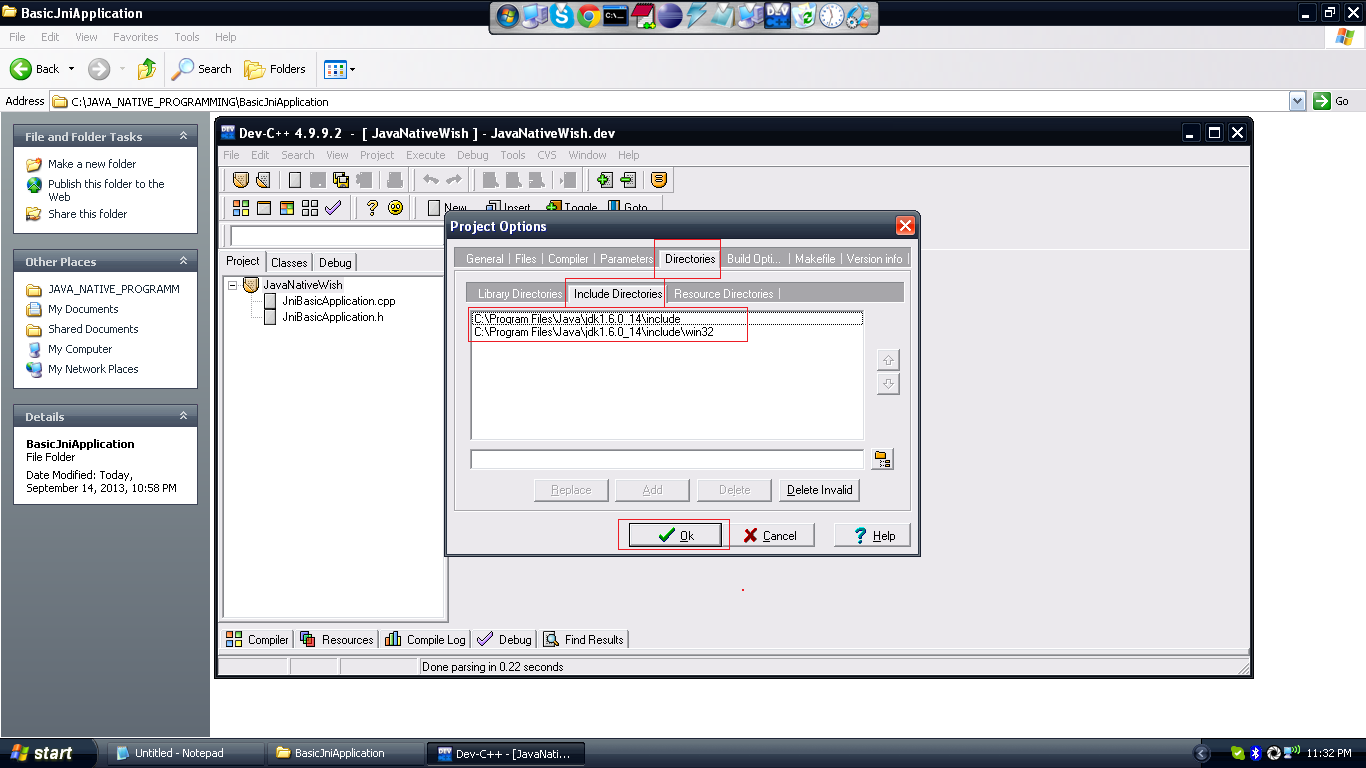 BasicJniApplication
File Edit View Favorites Tools Help
Back Search Folders
Address C:\JAVA_NATIVE_PROGRAMMING\BasicJniApplication Go
File and Folder Tasks
Make a new folder
Publish this folder to the
Web
Share this folder
Other Places
JAVA_NATIVE_PROGRAMM
My Documents
Shared Documents
My Computer
My Network Places
Details
BasicJniApplication
File Folder
Date Modified: Today,
September 14, 2013, 10:58 PM
Dev-C++ 4.9.9.2 - [ JavaNativeWish ] - JavaNativeWish.dev
File Edit Search View Project Execute Debug Tools CVS Window Help
New Insert Toggle Goto
Project Classes Debug
JavaNativeWish
JniBasicApplication.cpp
JniBasicApplication.h
Project Options
General Files Compiler Parameters Directories Build Opti... Makefile Version info
Library Directories Include Directories Resource Directories
C:\Program Files\Java\jdk1.6.0_14\include
C:\Program Files\Java\jdk1.6.0_14\include\win32
Replace Add Delete Delete Invalid
Ok Cancel Help
Compiler Resources Compile Log Debug Find Results
Done parsing in 0.22 seconds
start Untitled - Notepad BasicJniApplication Dev-C++ - [JavaNati... 11:32 PM